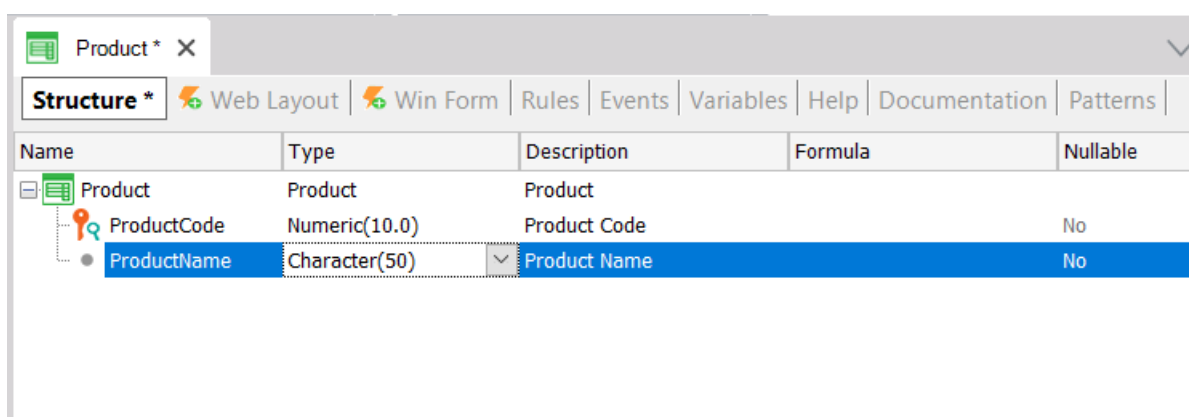 Product *
Structure * Web Layout Win Form Rules Events Variables Help Documentation Patterns
Name Type Description Formula Nullable
Product Product Product
ProductCode Numeric(10.0) Product Code No
ProductName Character(50) Product Name No